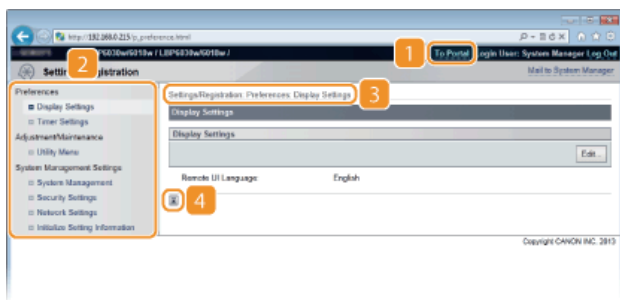 http://192.168.0.215/p_preference.html
LBP6030w/6018w /
To Portal
Login User: System Manager Log Out
1
2
Mail to System Manager
Preferences
Display Settings
Timer Settings
Adjustment/Maintenance
Utility Menu
System Management Settings
System Management
Security Settings
Network Settings
Initialize Setting Information
Settings/Registration: Preferences: Display Settings
3
Display Settings
Display Settings
Edit...
Remote UI Language:
English
4
Copyright CANON INC. 2013